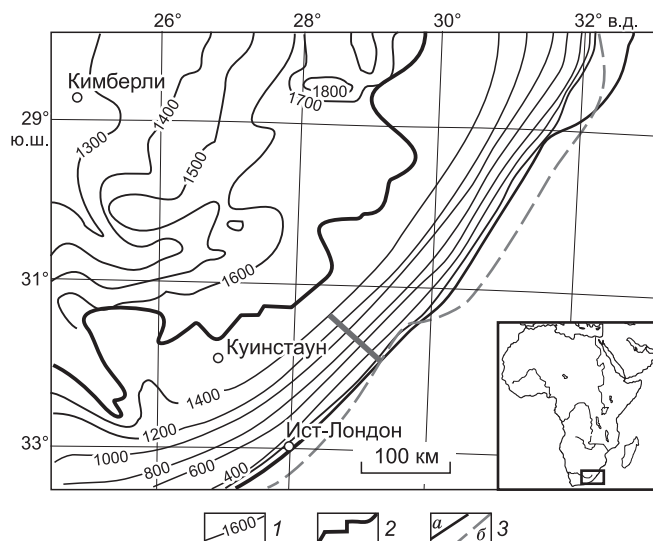 26° 28° 30° 32° в.д.
Кимберли
1800
1700
1400
29°
ю.ш.
1300
1500
1600
31°
Куинстаун
1400
1200
Ист-Лондон
33°
1000
800
600
400
100 км
1600 1 2 а б 3